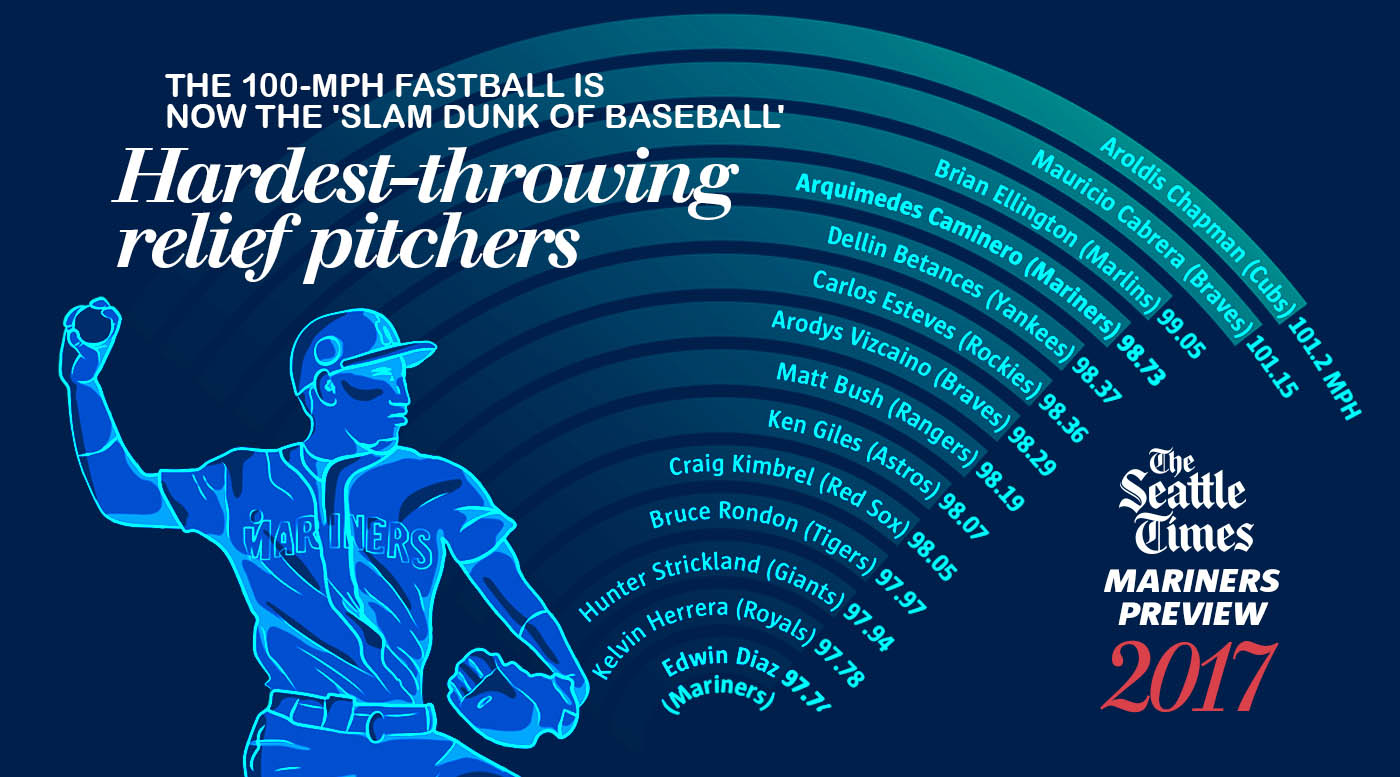 THE 100-MPH FASTBALL IS
NOW THE 'SLAM DUNK OF BASEBALL'
Hardest-throwing
relief pitchers
Aroldis Chapman (Cubs) 101.2 MPH
Mauricio Cabrera (Braves) 101.15
Brian Ellington (Marlins) 99.05
Arquimedes Caminero (Mariners) 98.73
Dellin Betances (Yankees) 98.37
Carlos Esteves (Rockies) 98.36
Arodys Vizcaino (Braves) 98.29
Matt Bush (Rangers) 98.19
Ken Giles (Astros) 98.07
Craig Kimbrel (Red Sox) 98.05
Bruce Rondon (Tigers) 97.97
Hunter Strickland (Giants) 97.94
Kelvin Herrera (Royals) 97.78
Edwin Diaz
(Mariners)
MARINERS
The
Seattle
Times
MARINERS
PREVIEW
2017